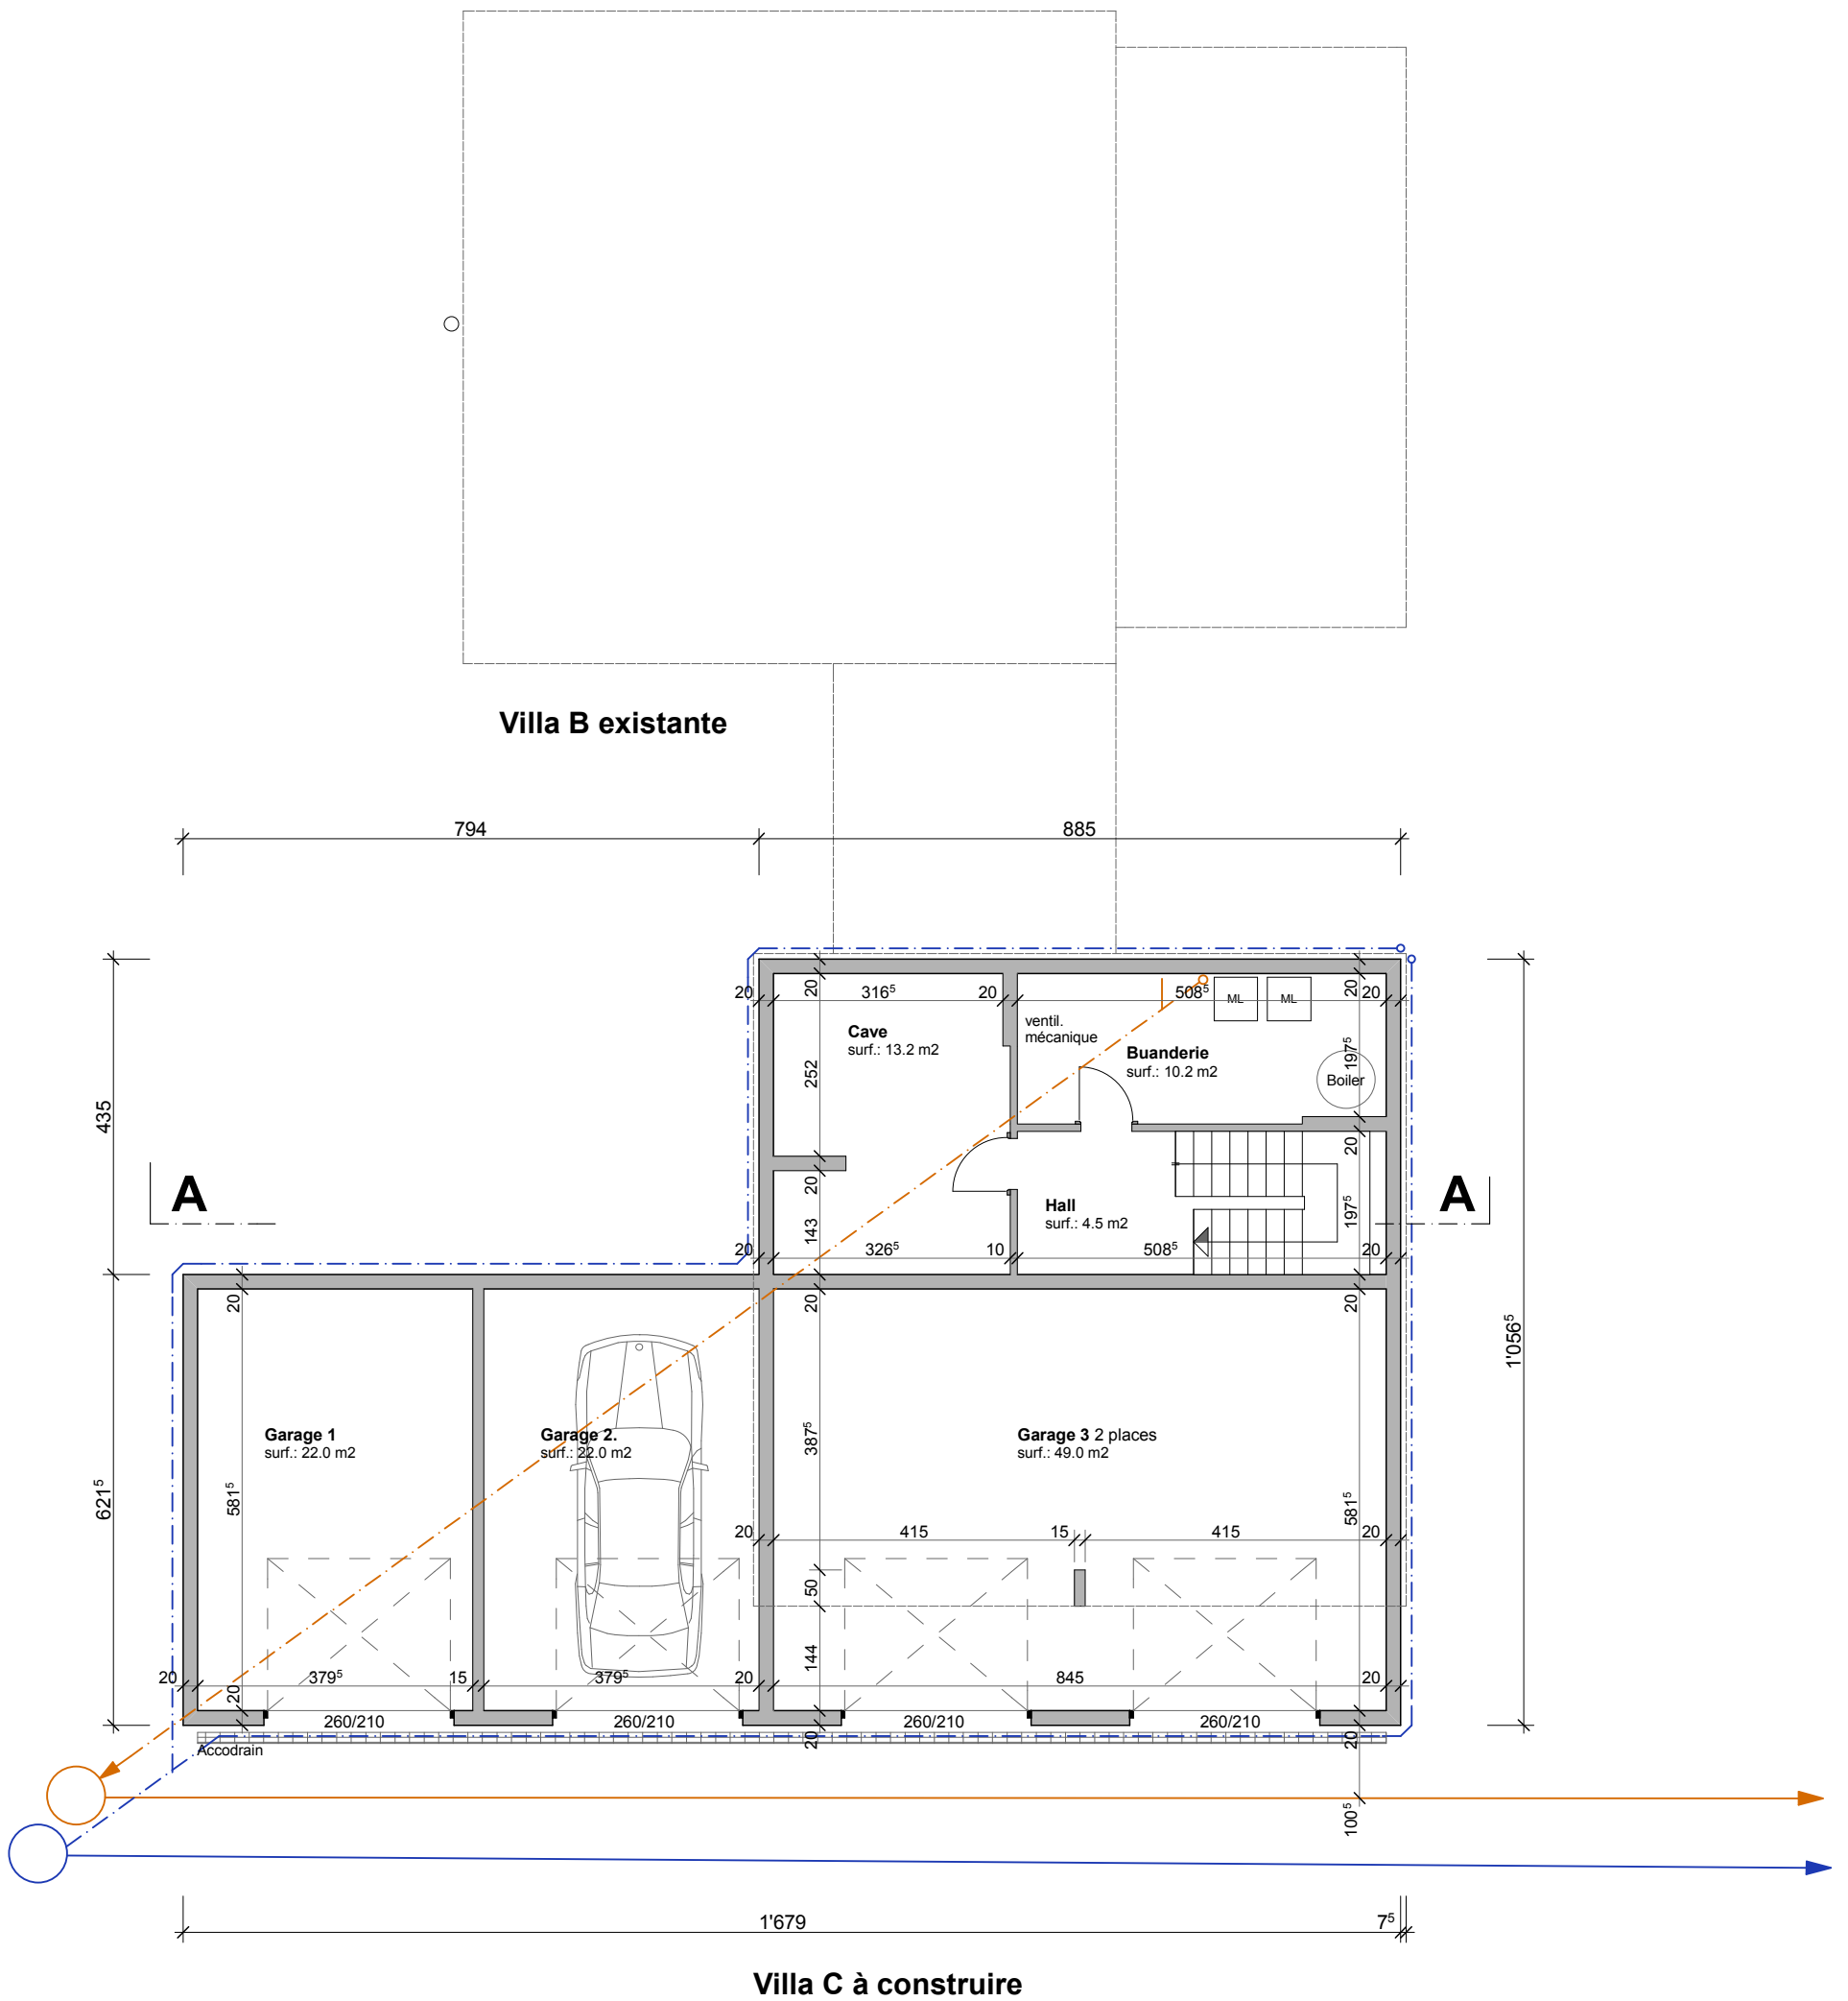 Villa B existante
794
885
20
20
316⁵
20
508⁵
20
20
ML
ML
Cave
surf.: 13.2 m2
ventil.
mécanique
Buanderie
surf.: 10.2 m2
197⁵
Boiler
252
435
20
20
A
A
Hall
surf.: 4.5 m2
197⁵
143
20
326⁵
10
508⁵
20
20
20
20
1'056⁵
Garage 1
surf.: 22.0 m2
Garage 2.
surf.: 22.0 m2
387⁵
Garage 3 2 places
surf.: 49.0 m2
621⁵
581⁵
581⁵
20
415
15
415
20
50
144
20
379⁵
15
379⁵
20
845
20
20
260/210
260/210
260/210
260/210
20
20
Accodrain
100⁵
1'679
7⁵
Villa C à construire